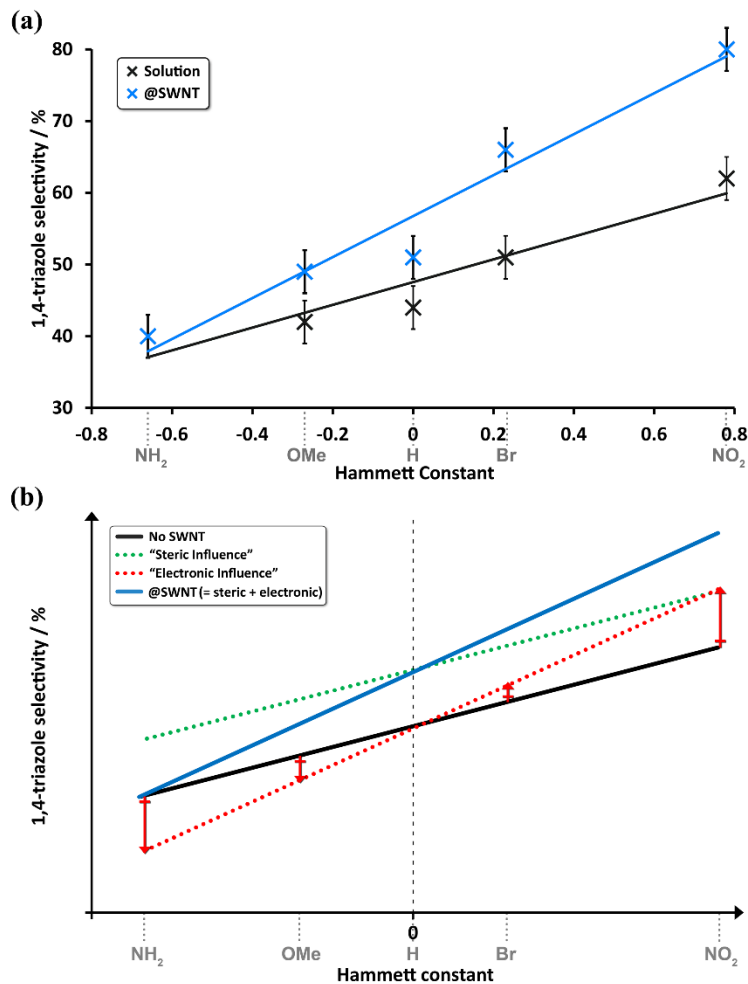 (a)
1,4-triazole selectivity / %
80
70
60
50
40
30
Solution
@SWNT
-0.8 -0.6 -0.4 -0.2 0 0.2 0.4 0.6 0.8
NH₂ OMe H Br NO₂
Hammett Constant
(b)
1,4-triazole selectivity / %
No SWNT
“Steric Influence”
“Electronic Influence”
@SWNT (= steric + electronic)
0
NH₂ OMe H Br NO₂
Hammett constant